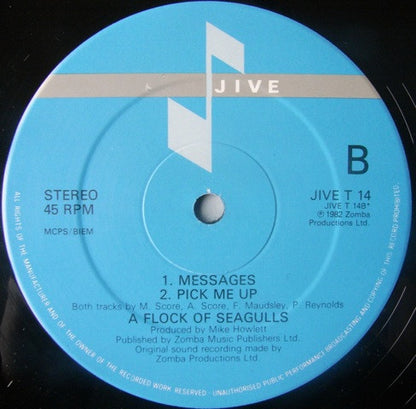 JIVE
B
STEREO
45 RPM
MCPS/BIEM
JIVE T 14
JIVE T 14B*
℗ 1982 Zomba
Productions Ltd.
1. MESSAGES
2. PICK ME UP
Both tracks by M. Score, A. Score, F. Maudsley, P. Reynolds
A FLOCK OF SEAGULLS
Produced by Mike Howlett
Published by Zomba Music Publishers Ltd.
Original sound recording made by
Zomba Productions Ltd
ALL RIGHTS OF THE MANUFACTURER AND OF THE OWNER OF THE RECORDED WORK RESERVED · UNAUTHORISED PUBLIC PERFORMANCE BROADCASTING AND COPYING OF THIS RECORD PROHIBITED.